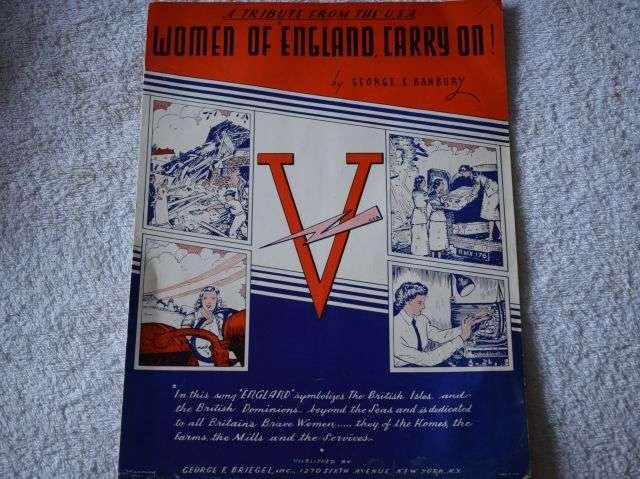 A TRIBUTE FROM THE U.S.A.
WOMEN OF "ENGLAND", CARRY ON!
by GEORGE E. BANBURY
V
RMX 176
"In this song "ENGLAND" symbolizes The British Isles and
the British Dominions beyond the Seas and is dedicated
to all Britains Brave Women..... they of the Homes, the
Farms, the Mills and the Services.
PUBLISHED BY
GEORGE F. BRIEGEL, INC., 1270 SIXTH AVENUE, NEW YORK, N.Y.